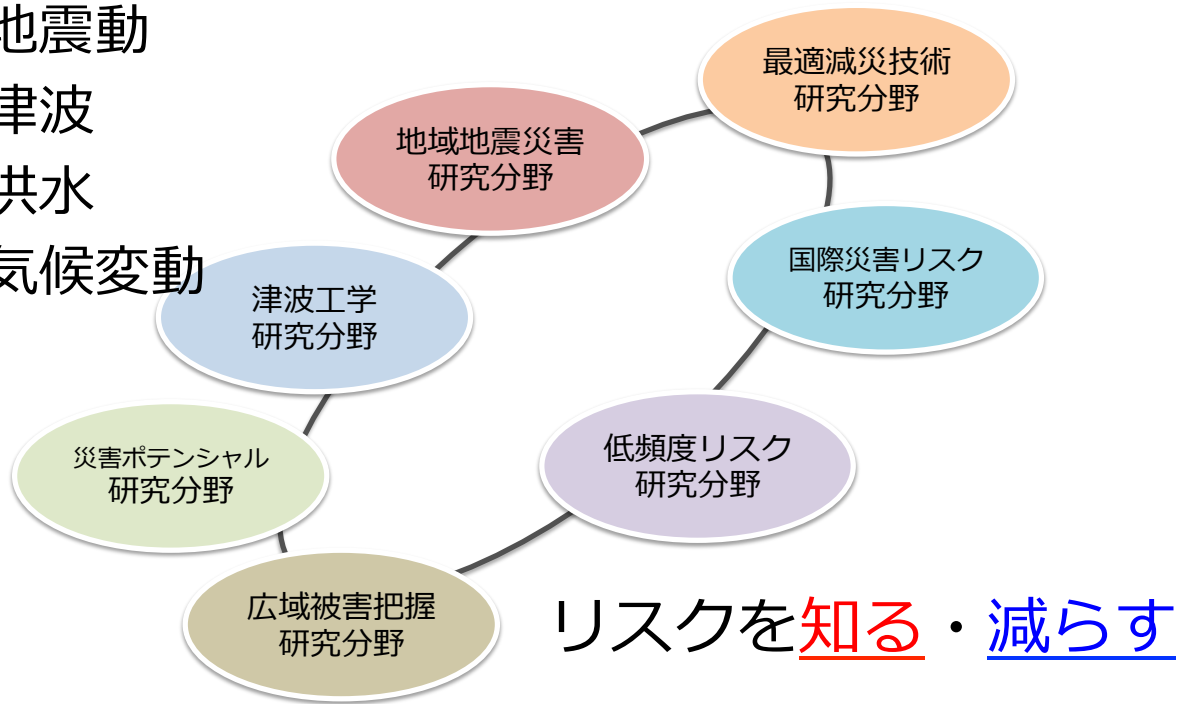 地震動
津波
洪水
気候変動
最適減災技術
研究分野
地域地震災害
研究分野
国際災害リスク
研究分野
津波工学
研究分野
低頻度リスク
研究分野
災害ポテンシャル
研究分野
広域被害把握
研究分野
リスクを知る・減らす